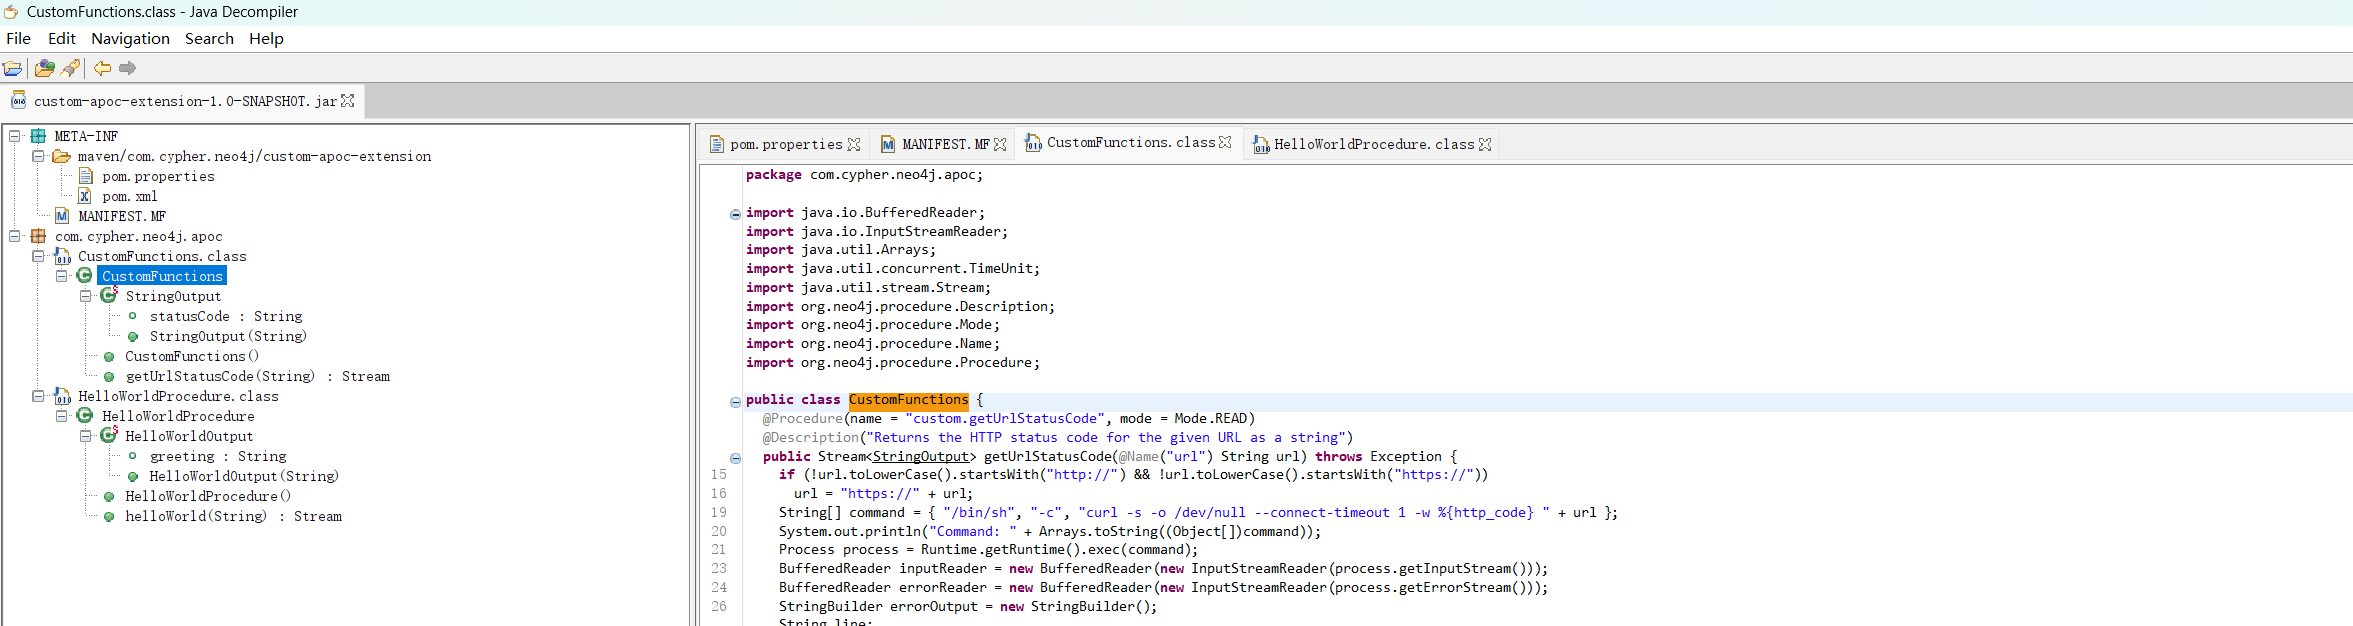 CustomFunctions.class - Java Decompiler
File Edit Navigation Search Help
custom-apoc-extension-1.0-SNAPSHOT.jar
META-INF
maven/com.cypher.neo4j/custom-apoc-extension
pom.properties
pom.xml
MANIFEST.MF
com.cypher.neo4j.apoc
CustomFunctions.class
CustomFunctions
StringOutput
statusCode : String
StringOutput(String)
CustomFunctions()
getUrlStatusCode(String) : Stream
HelloWorldProcedure.class
HelloWorldProcedure
HelloWorldOutput
greeting : String
HelloWorldOutput(String)
HelloWorldProcedure()
helloWorld(String) : Stream
pom.properties MANIFEST.MF CustomFunctions.class HelloWorldProcedure.class
package com.cypher.neo4j.apoc;
import java.io.BufferedReader;
import java.io.InputStreamReader;
import java.util.Arrays;
import java.util.concurrent.TimeUnit;
import java.util.stream.Stream;
import org.neo4j.procedure.Description;
import org.neo4j.procedure.Mode;
import org.neo4j.procedure.Name;
import org.neo4j.procedure.Procedure;
public class CustomFunctions {
@Procedure(name = "custom.getUrlStatusCode", mode = Mode.READ)
@Description("Returns the HTTP status code for the given URL as a string")
public Stream<StringOutput> getUrlStatusCode(@Name("url") String url) throws Exception {
15 if (!url.toLowerCase().startsWith("http://") && !url.toLowerCase().startsWith("https://"))
16 url = "https://" + url;
19 String[] command = { "/bin/sh", "-c", "curl -s -o /dev/null --connect-timeout 1 -w %{http_code} " + url };
20 System.out.println("Command: " + Arrays.toString((Object[])command));
21 Process process = Runtime.getRuntime().exec(command);
23 BufferedReader inputReader = new BufferedReader(new InputStreamReader(process.getInputStream()));
24 BufferedReader errorReader = new BufferedReader(new InputStreamReader(process.getErrorStream()));
26 StringBuilder errorOutput = new StringBuilder();
String line;